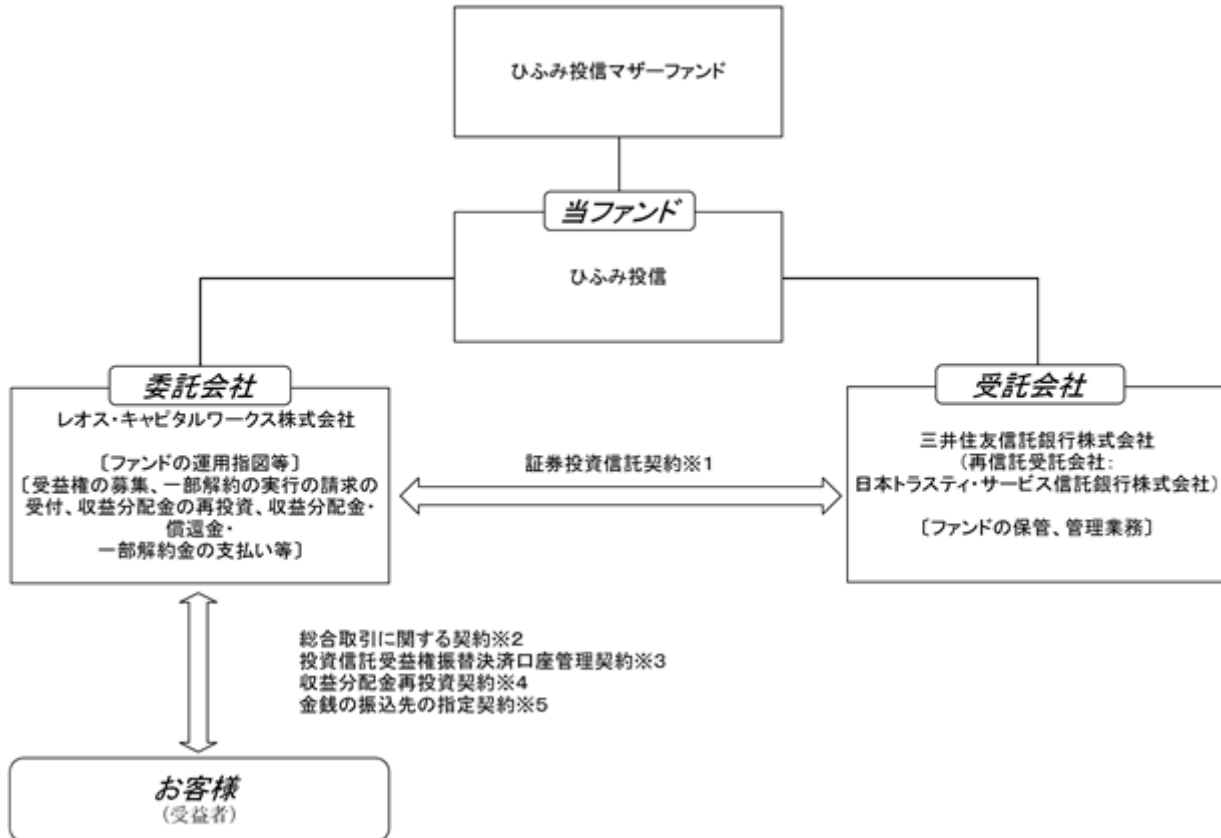 ひふみ投信マザーファンド
当ファンド
ひふみ投信
委託会社
レオス・キャピタルワークス株式会社
〔ファンドの運用指図等〕
〔受益権の募集、一部解約の実行の請求の
受付、収益分配金の再投資、収益分配金・
償還金・
一部解約金の支払い等〕
証券投資信託契約※1
受託会社
三井住友信託銀行株式会社
(再信託受託会社:
日本トラスティ・サービス信託銀行株式会社)
〔ファンドの保管、管理業務〕
総合取引に関する契約※2
投資信託受益権振替決済口座管理契約※3
収益分配金再投資契約※4
金銭の振込先の指定契約※5
お客様
(受益者)